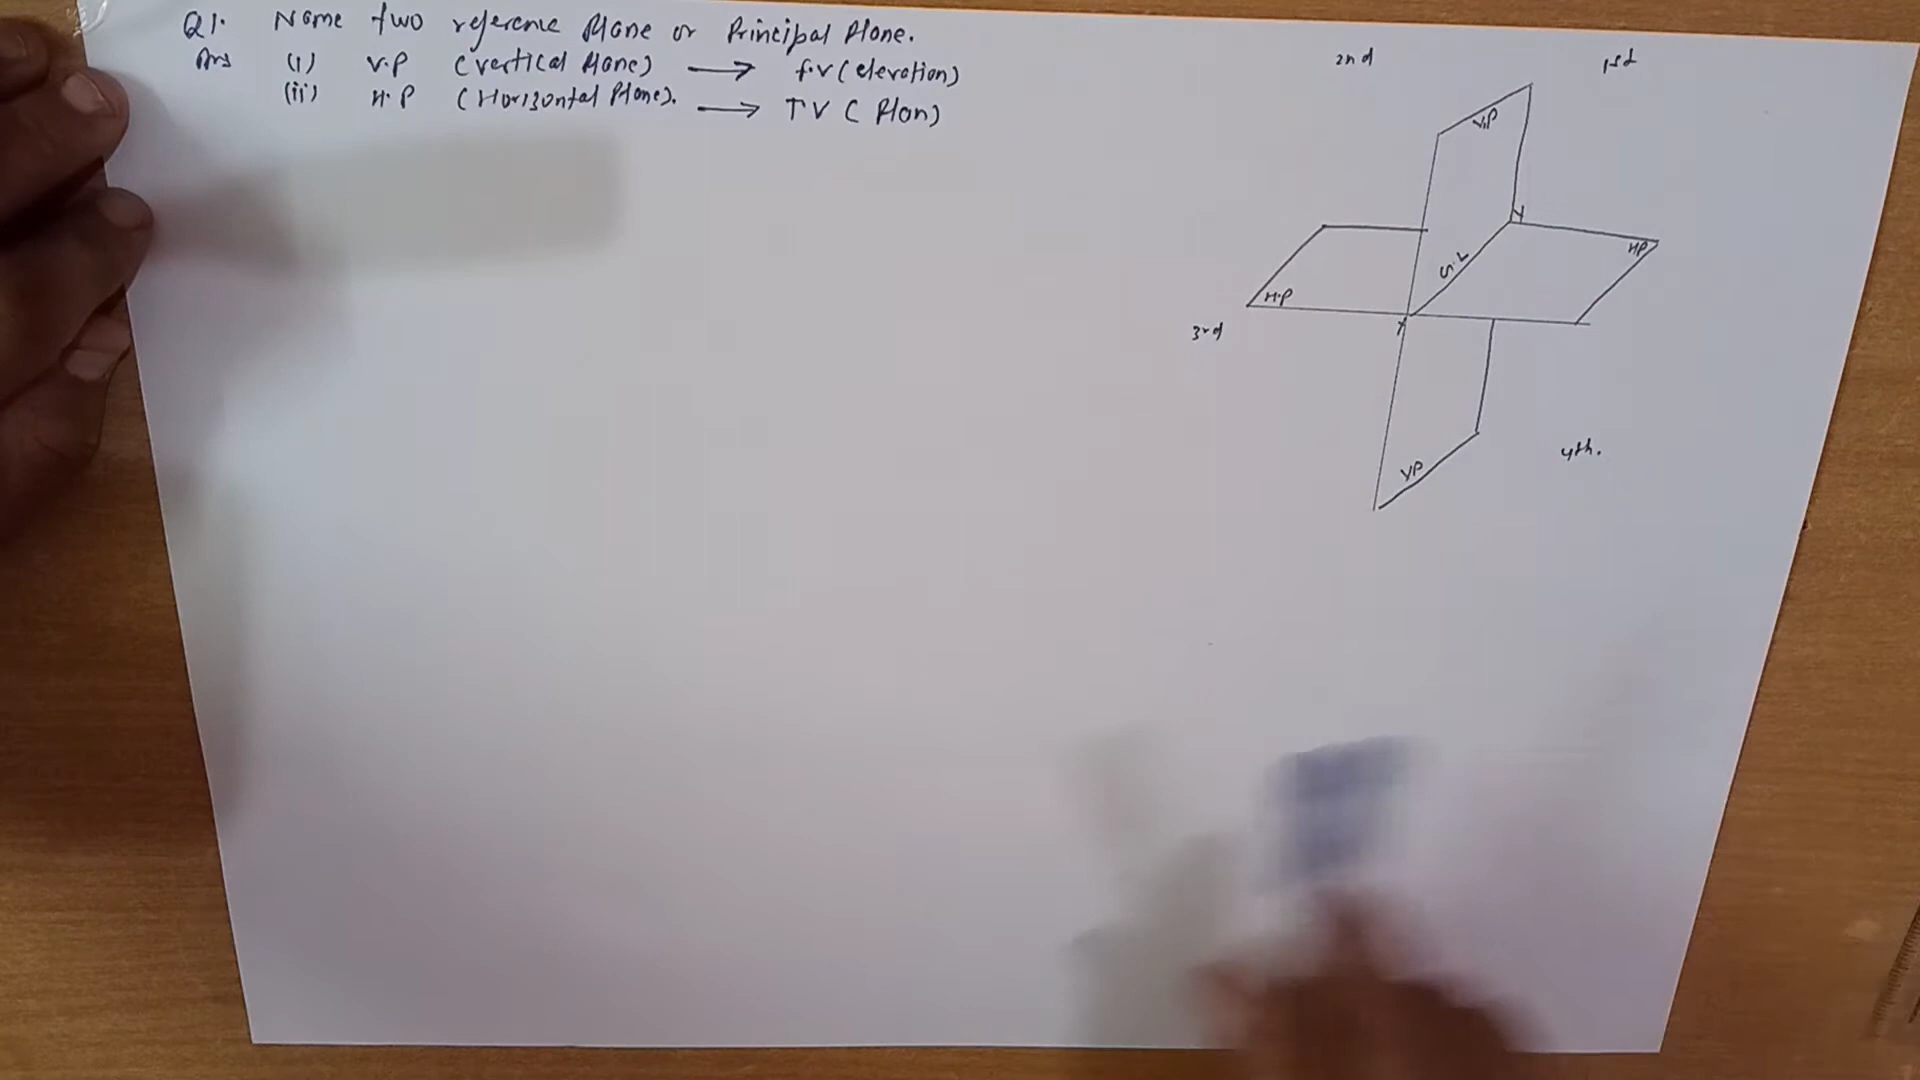 Q1. Name two reference Plane or Principal Plane.
Ans (i) V.P (Vertical Plane) → F.V (elevation)
(ii) H.P (Horizontal Plane). → TV (Plan)
2nd 1st
V.P
Y
HP
S.L
H.P
X
3rd
4th.
VP